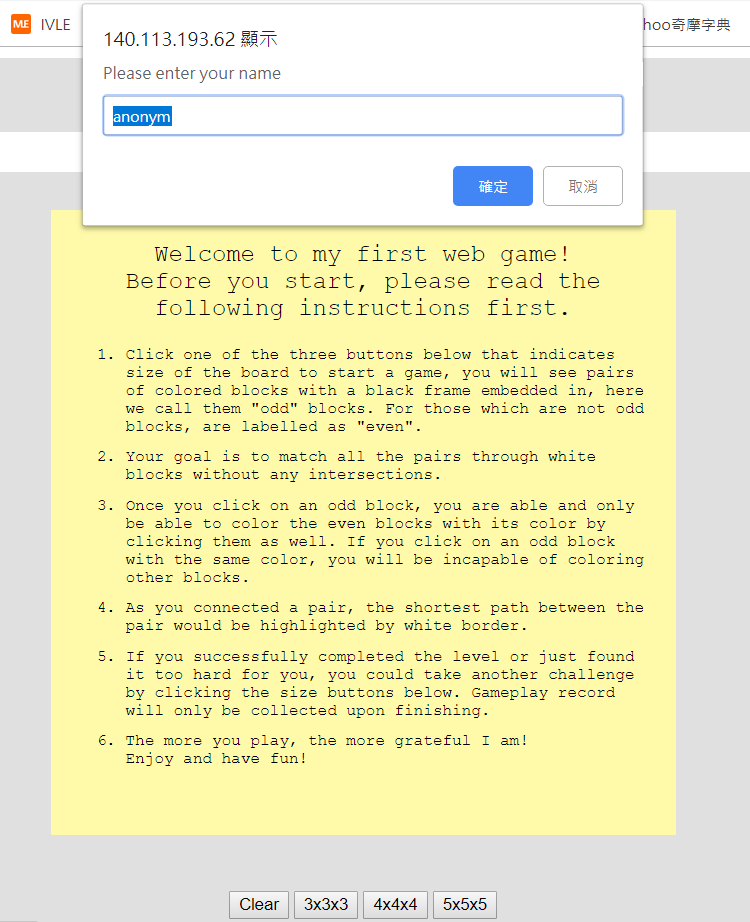 ME IVLE
hoo奇摩字典
140.113.193.62 顯示
Please enter your name
anonym
確定 取消
Welcome to my first web game!
Before you start, please read the
following instructions first.
1. Click one of the three buttons below that indicates
size of the board to start a game, you will see pairs
of colored blocks with a black frame embedded in, here
we call them "odd" blocks. For those which are not odd
blocks, are labelled as "even".
2. Your goal is to match all the pairs through white
blocks without any intersections.
3. Once you click on an odd block, you are able and only
be able to color the even blocks with its color by
clicking them as well. If you click on an odd block
with the same color, you will be incapable of coloring
other blocks.
4. As you connected a pair, the shortest path between the
pair would be highlighted by white border.
5. If you successfully completed the level or just found
it too hard for you, you could take another challenge
by clicking the size buttons below. Gameplay record
will only be collected upon finishing.
6. The more you play, the more grateful I am!
Enjoy and have fun!
Clear 3x3x3 4x4x4 5x5x5